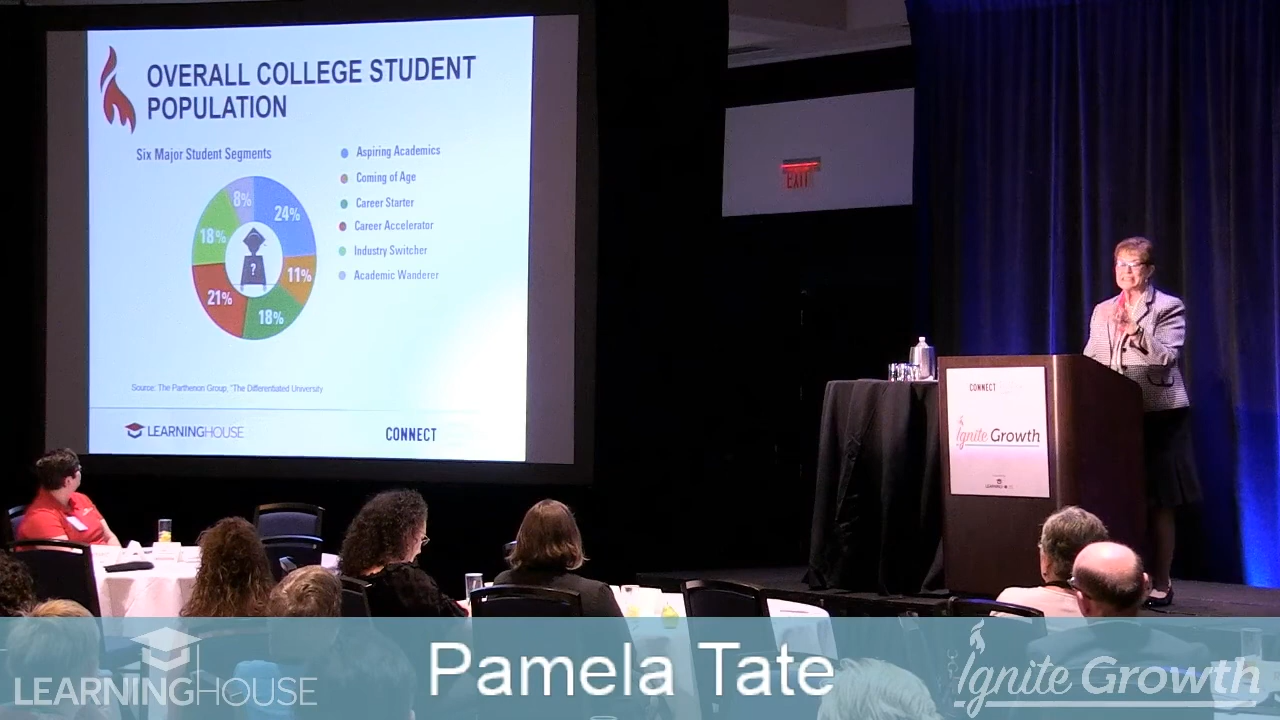 OVERALL COLLEGE STUDENT
POPULATION
Six Major Student Segments
Aspiring Academics
Coming of Age
Career Starter
Career Accelerator
Industry Switcher
Academic Wanderer
8%
24%
18%
11%
?
21%
18%
Source: The Parthenon Group, "The Differentiated University
LEARNINGHOUSE
CONNECT
EXIT
CONNECT
Ignite Growth
LEARNINGHOUSE
Pamela Tate
Ignite Growth